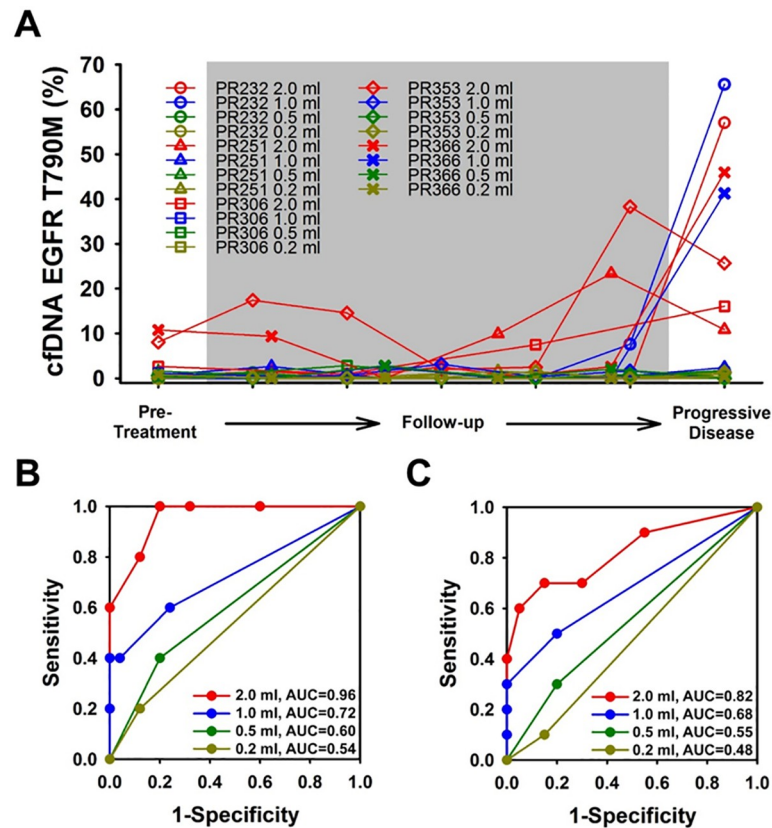 A
cfDNA EGFR T790M (%)
70
60
50
40
30
20
10
0
PR232 2.0 ml
PR232 1.0 ml
PR232 0.5 ml
PR232 0.2 ml
PR251 2.0 ml
PR251 1.0 ml
PR251 0.5 ml
PR251 0.2 ml
PR306 2.0 ml
PR306 1.0 ml
PR306 0.5 ml
PR306 0.2 ml
PR353 2.0 ml
PR353 1.0 ml
PR353 0.5 ml
PR353 0.2 ml
PR366 2.0 ml
PR366 1.0 ml
PR366 0.5 ml
PR366 0.2 ml
Pre-
Treatment
Follow-up
Progressive
Disease
B
Sensitivity
1.0
0.8
0.6
0.4
0.2
0.0
2.0 ml, AUC=0.96
1.0 ml, AUC=0.72
0.5 ml, AUC=0.60
0.2 ml, AUC=0.54
0.0 0.2 0.4 0.6 0.8 1.0
1-Specificity
C
Sensitivity
1.0
0.8
0.6
0.4
0.2
0.0
2.0 ml, AUC=0.82
1.0 ml, AUC=0.68
0.5 ml, AUC=0.55
0.2 ml, AUC=0.48
0.0 0.2 0.4 0.6 0.8 1.0
1-Specificity